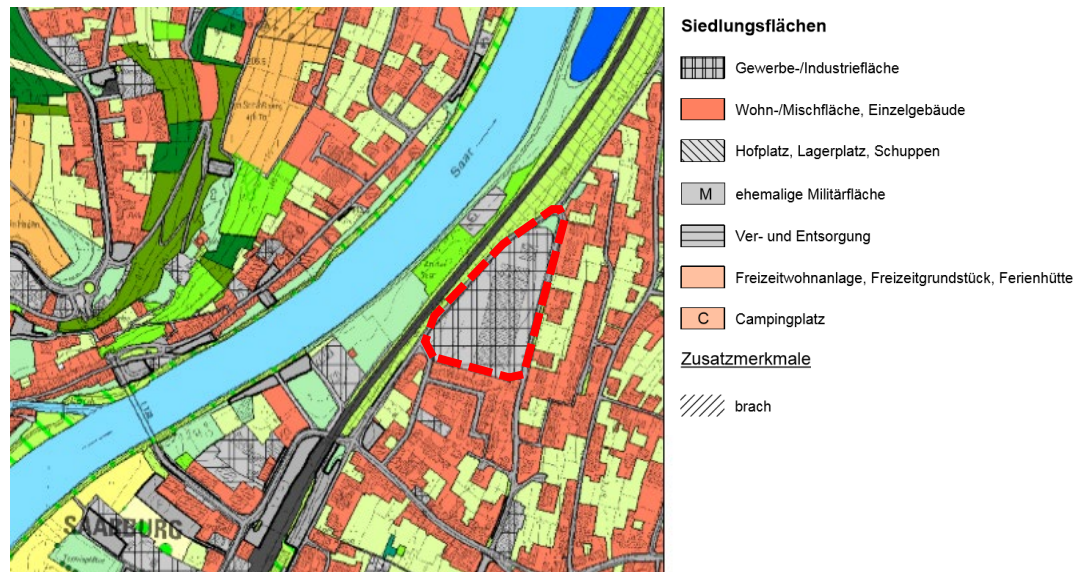 Saar
SAARBURG
Siedlungsflächen
Gewerbe-/Industriefläche
Wohn-/Mischfläche, Einzelgebäude
Hofplatz, Lagerplatz, Schuppen
M ehemalige Militärfläche
Ver- und Entsorgung
Freizeitwohnanlage, Freizeitgrundstück, Ferienhütte
C Campingplatz
Zusatzmerkmale
brach